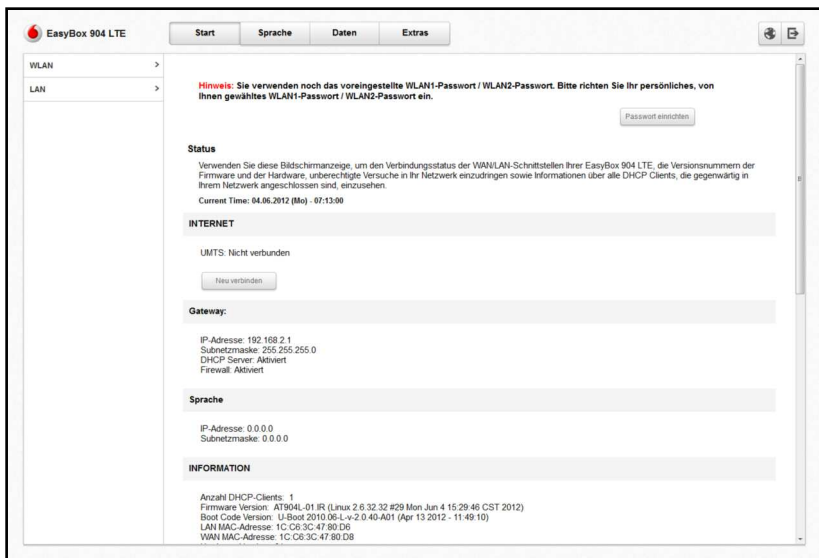 EasyBox 904 LTE
Start
Sprache
Daten
Extras
WLAN >
LAN >
Hinweis: Sie verwenden noch das voreingestellte WLAN1-Passwort / WLAN2-Passwort. Bitte richten Sie Ihr persönliches, von
Ihnen gewähltes WLAN1-Passwort / WLAN2-Passwort ein.
Passwort einrichten
Status
Verwenden Sie diese Bildschirmanzeige, um den Verbindungsstatus der WAN/LAN-Schnittstellen Ihrer EasyBox 904 LTE, die Versionsnummern der
Firmware und der Hardware, unberechtigte Versuche in Ihr Netzwerk einzudringen sowie Informationen über alle DHCP Clients, die gegenwärtig in
Ihrem Netzwerk angeschlossen sind, einzusehen.
Current Time: 04.06.2012 (Mo) - 07:13:00
INTERNET
UMTS: Nicht verbunden
Neu verbinden
Gateway:
IP-Adresse: 192.168.2.1
Subnetzmaske: 255.255.255.0
DHCP Server: Aktiviert
Firewall: Aktiviert
Sprache
IP-Adresse: 0.0.0.0
Subnetzmaske: 0.0.0.0
INFORMATION
Anzahl DHCP-Clients: 1
Firmware Version: AT904L-01.IR (Linux 2.6.32.32 #29 Mon Jun 4 15:29:46 CST 2012)
Boot Code Version: U-Boot 2010.06-L-v-2.0.40-A01 (Apr 13 2012 - 11:49:10)
LAN MAC-Adresse: 1C:C6:3C:47:80:D6
WAN MAC-Adresse: 1C:C6:3C:47:80:D8